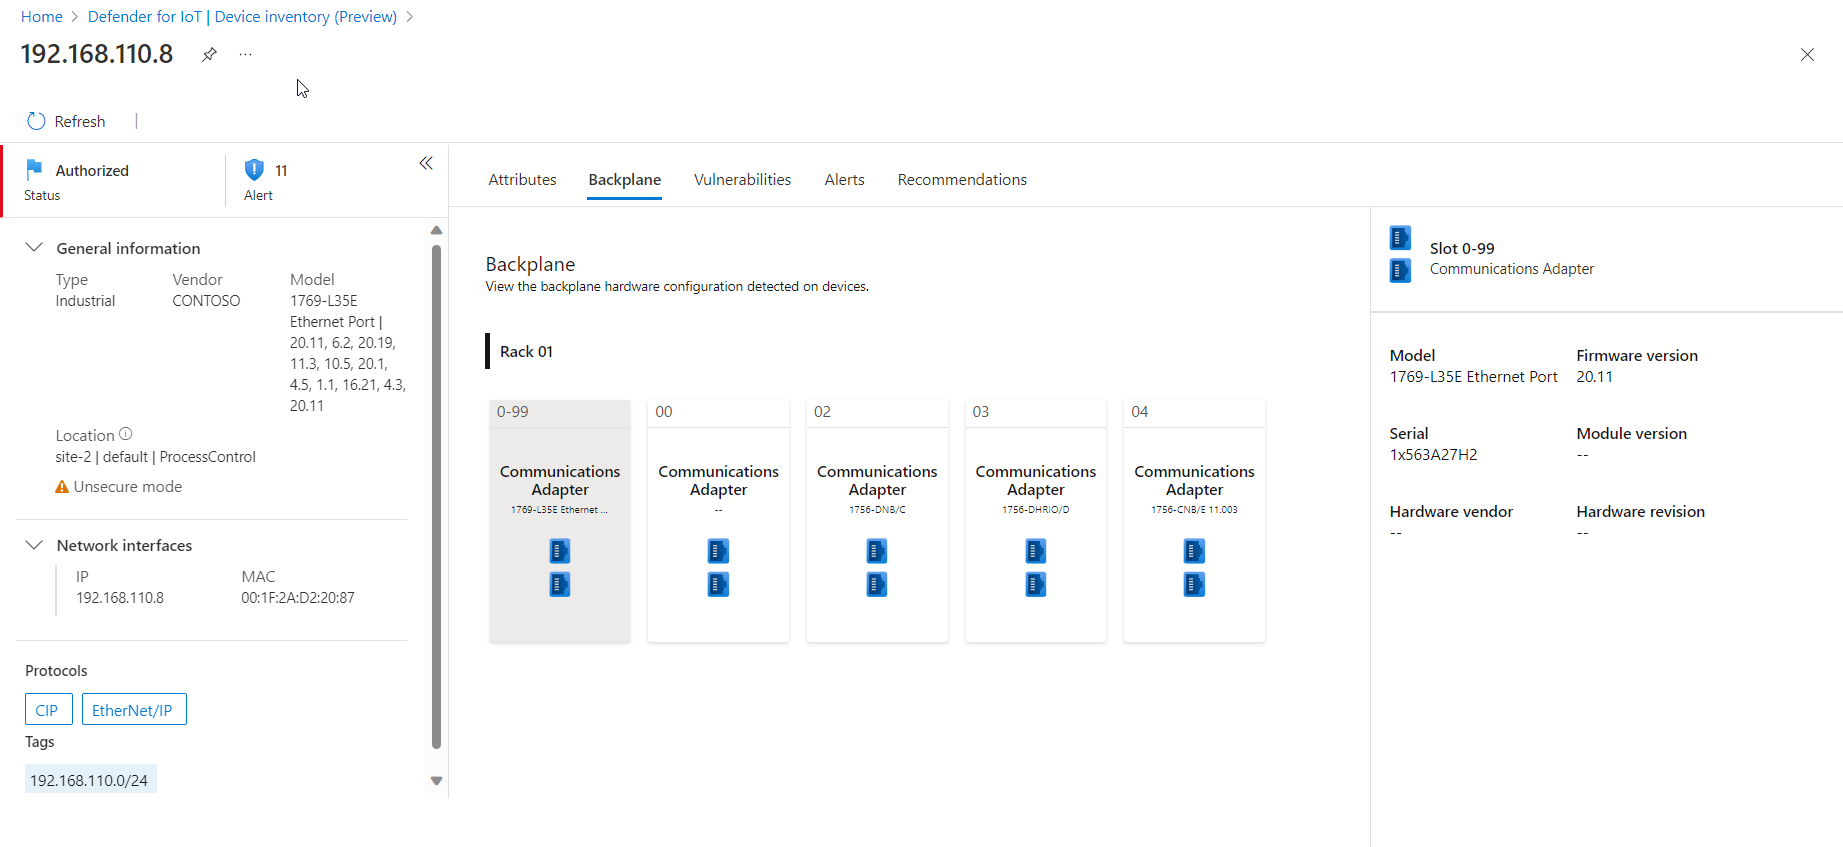 Home > Defender for IoT | Device inventory (Preview) >
192.168.110.8 ...
Refresh |
Authorized
Status
11
Alert
General information
Type
Industrial
Vendor
CONTOSO
Model
1769-L35E
Ethernet Port |
20.11, 6.2, 20.19,
11.3, 10.5, 20.1,
4.5, 1.1, 16.21, 4.3,
20.11
Location
site-2 | default | ProcessControl
Unsecure mode
Network interfaces
IP
192.168.110.8
MAC
00:1F:2A:D2:20:87
Protocols
CIP
EtherNet/IP
Tags
192.168.110.0/24
Attributes
Backplane
Vulnerabilities
Alerts
Recommendations
Backplane
View the backplane hardware configuration detected on devices.
Rack 01
0-99
Communications
Adapter
1769-L35E Ethernet ...
00
Communications
Adapter
--
02
Communications
Adapter
1756-DNB/C
03
Communications
Adapter
1756-DHRIO/D
04
Communications
Adapter
1756-CNB/E 11.003
Slot 0-99
Communications Adapter
Model
1769-L35E Ethernet Port
Firmware version
20.11
Serial
1x563A27H2
Module version
--
Hardware vendor
--
Hardware revision
--